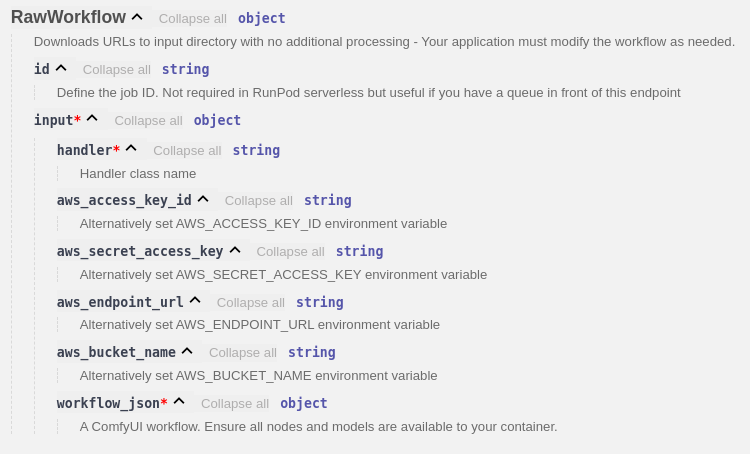 RawWorkflow Collapse all object
Downloads URLs to input directory with no additional processing - Your application must modify the workflow as needed.
id Collapse all string
Define the job ID. Not required in RunPod serverless but useful if you have a queue in front of this endpoint
input* Collapse all object
handler* Collapse all string
Handler class name
aws_access_key_id Collapse all string
Alternatively set AWS_ACCESS_KEY_ID environment variable
aws_secret_access_key Collapse all string
Alternatively set AWS_SECRET_ACCESS_KEY environment variable
aws_endpoint_url Collapse all string
Alternatively set AWS_ENDPOINT_URL environment variable
aws_bucket_name Collapse all string
Alternatively set AWS_BUCKET_NAME environment variable
workflow_json* Collapse all object
A ComfyUI workflow. Ensure all nodes and models are available to your container.